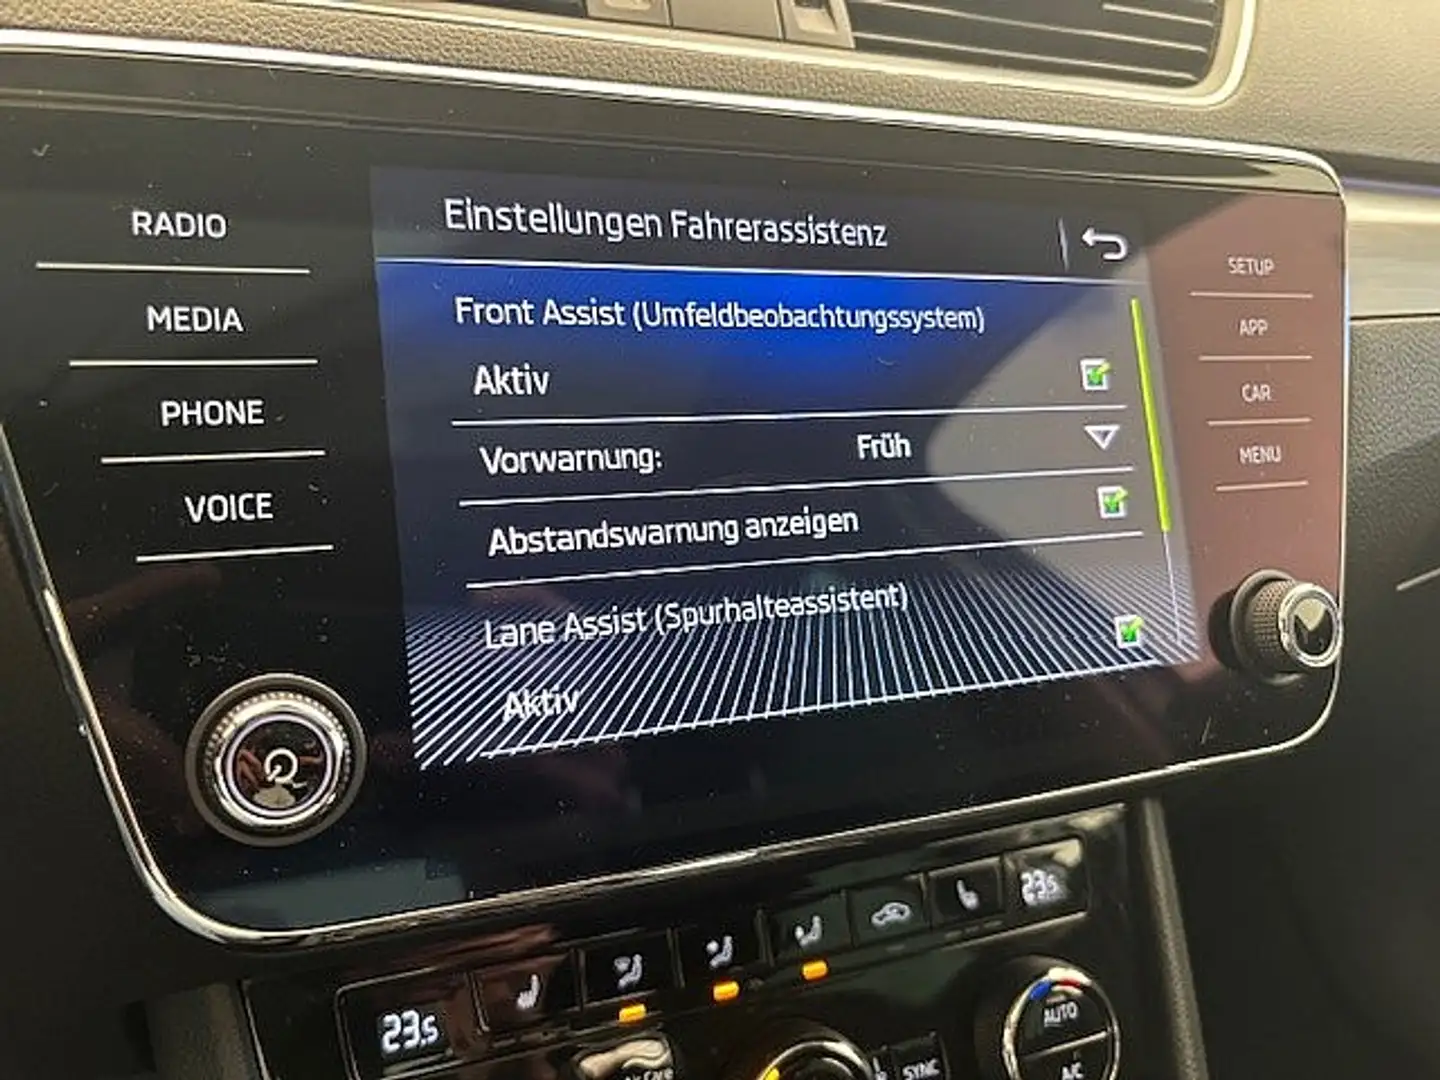 RADIO
MEDIA
PHONE
VOICE
Einstellungen Fahrerassistenz
Front Assist (Umfeldbeobachtungssystem)
Aktiv
Vorwarnung: Früh
Abstandswarnung anzeigen
Lane Assist (Spurhalteassistent)
Aktiv
SETUP
APP
CAR
MENU
23.5
23.5
Care
SYNC
AUTO
A/C